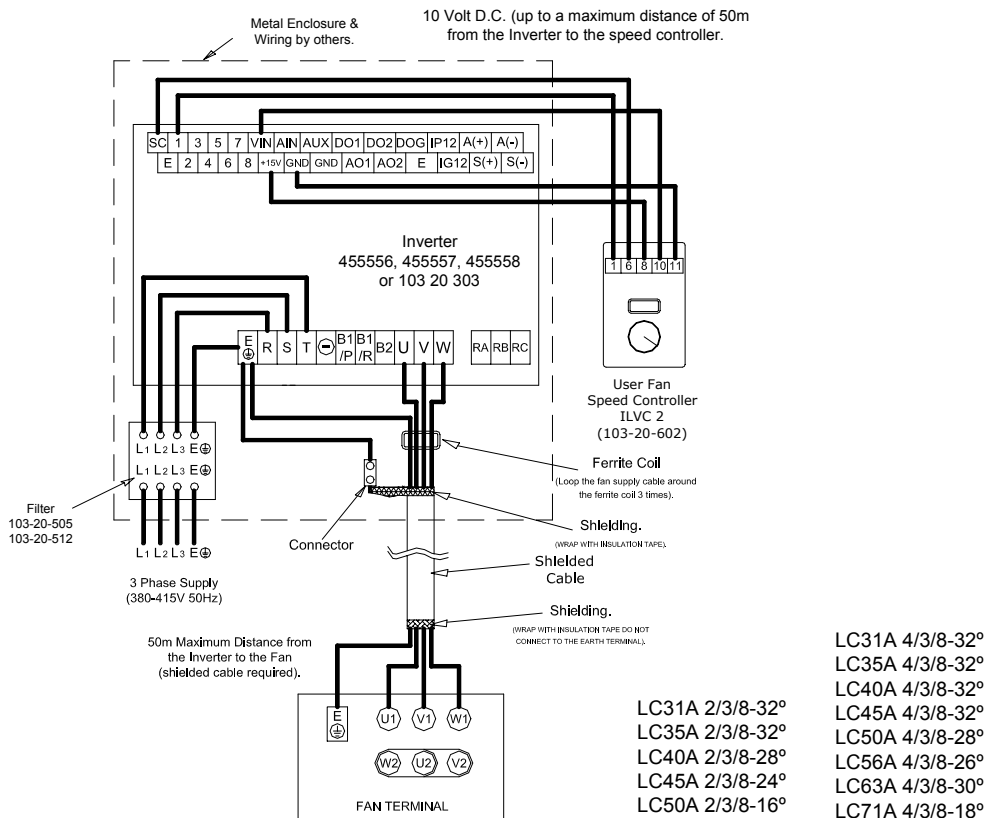 Metal Enclosure &
Wiring by others.
10 Volt D.C. (up to a maximum distance of 50m
from the Inverter to the speed controller.
SC 1 3 5 7 VIN AIN AUX DO1 DO2 DOG IP12 A(+) A(-)
E 2 4 6 8 +15V GND GND AO1 AO2 E IG12 S(+) S(-)
Inverter
455556, 455557, 455558
or 103 20 303
1 6 8 10 11
E R S T B1/P B1/R B2 U V W RA RB RC
User Fan
Speed Controller
ILVC 2
(103-20-602)
L1 L2 L3 E
L1 L2 L3 E
Filter
103-20-505
103-20-512
L1 L2 L3 E
3 Phase Supply
(380-415V 50Hz)
Connector
Ferrite Coil
(Loop the fan supply cable around
the ferrite coil 3 times).
Shielding.
(WRAP WITH INSULATION TAPE).
Shielded
Cable
Shielding.
(WRAP WITH INSULATION TAPE DO NOT
CONNECT TO THE EARTH TERMINAL).
50m Maximum Distance from
the Inverter to the Fan
(shielded cable required).
E U1 V1 W1
W2 U2 V2
FAN TERMINAL
LC31A 2/3/8-32º
LC35A 2/3/8-32º
LC40A 2/3/8-28º
LC45A 2/3/8-24º
LC50A 2/3/8-16º
LC31A 4/3/8-32º
LC35A 4/3/8-32º
LC40A 4/3/8-32º
LC45A 4/3/8-32º
LC50A 4/3/8-28º
LC56A 4/3/8-26º
LC63A 4/3/8-30º
LC71A 4/3/8-18º